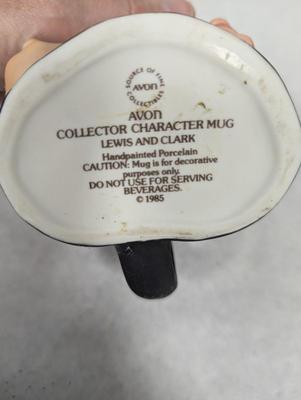 SOURCE OF FINE
AVON
COLLECTIBLES
AVON
COLLECTOR CHARACTER MUG
LEWIS AND CLARK
Handpainted Porcelain
CAUTION: Mug is for decorative
purposes only.
DO NOT USE FOR SERVING
BEVERAGES.
© 1985